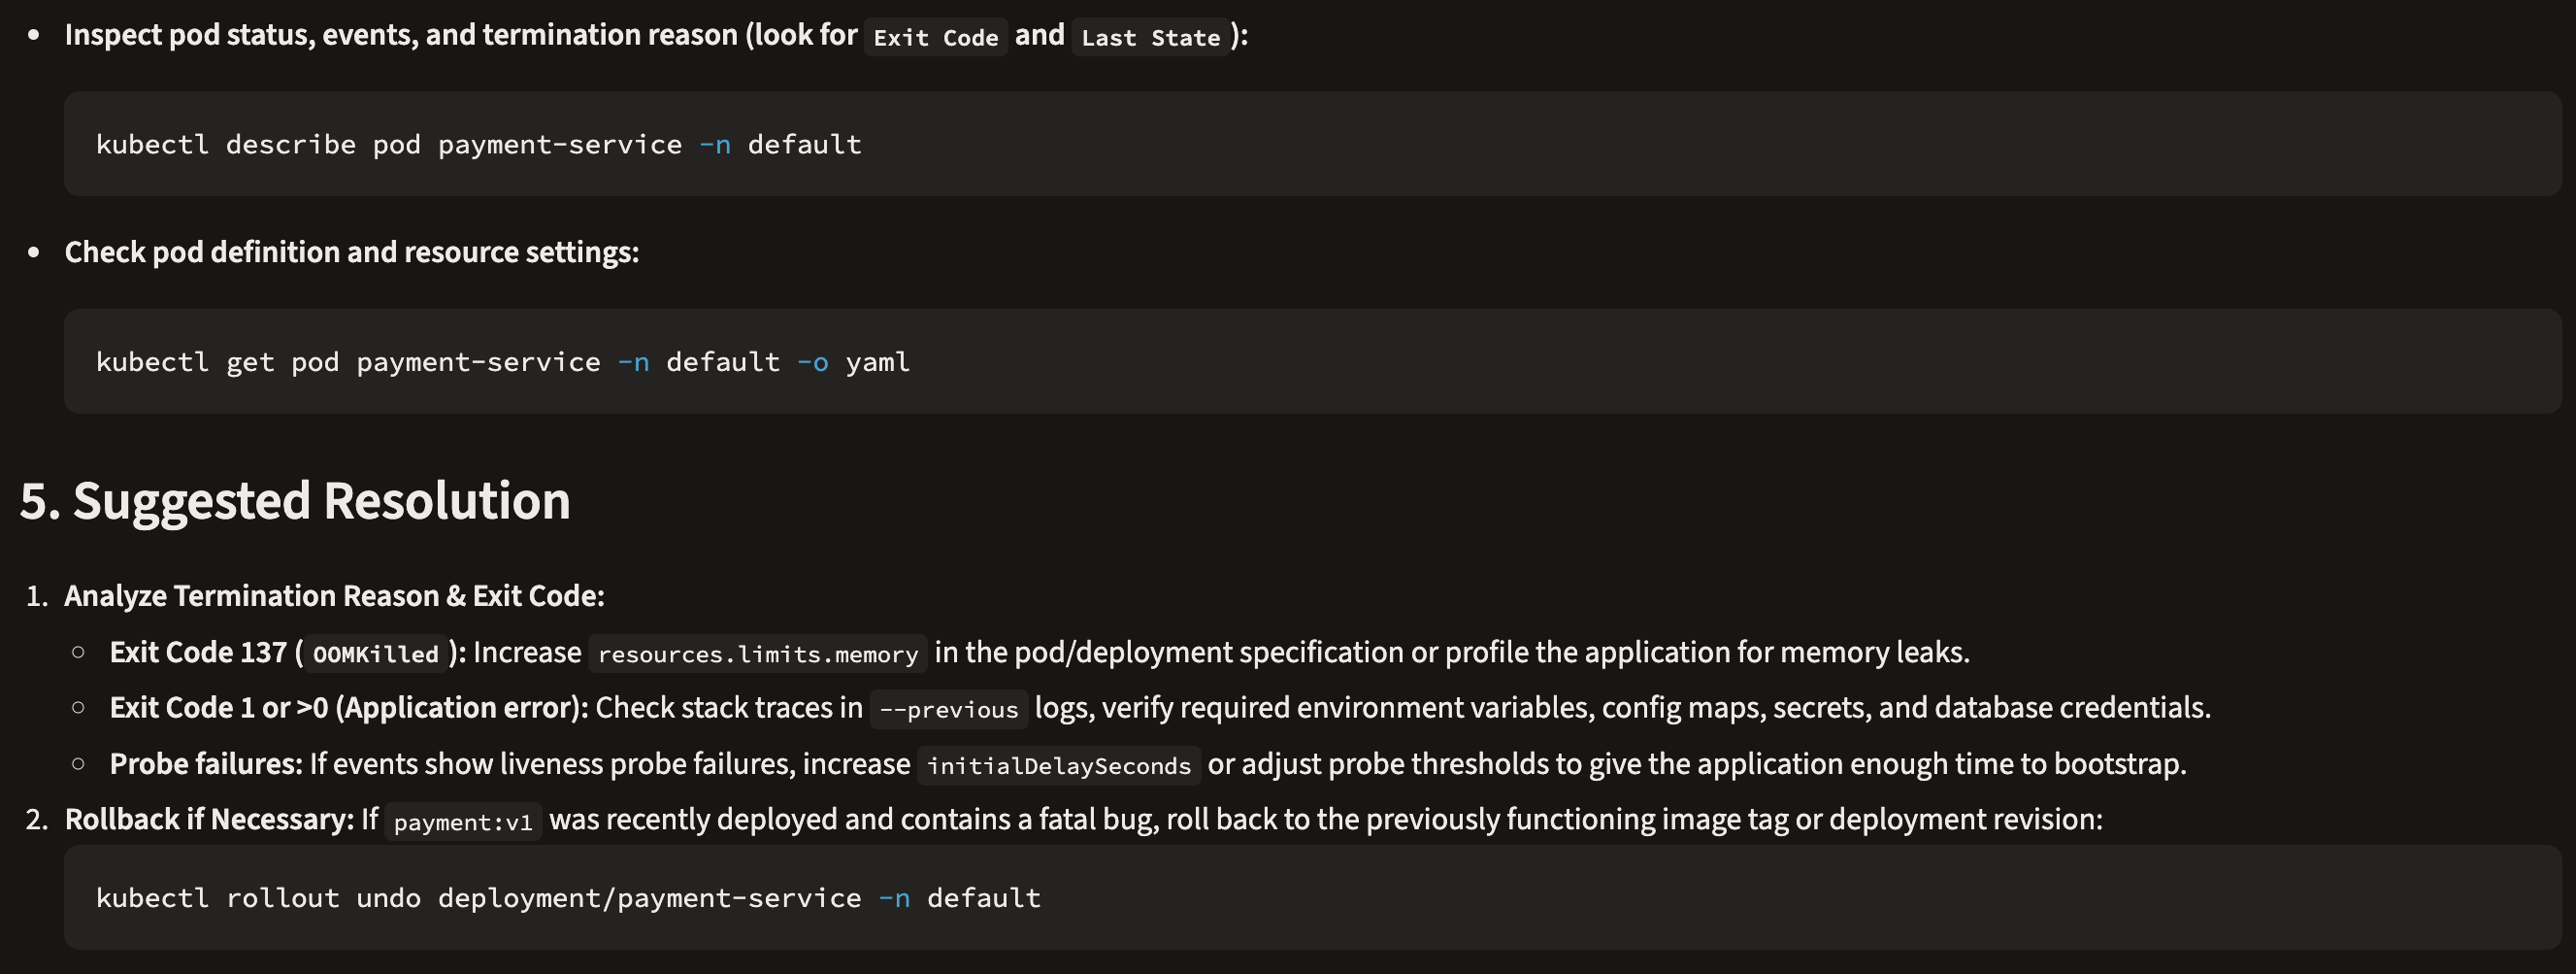 Inspect pod status, events, and termination reason (look for Exit Code and Last State):
kubectl describe pod payment-service -n default
Check pod definition and resource settings:
kubectl get pod payment-service -n default -o yaml
5. Suggested Resolution
1. Analyze Termination Reason & Exit Code:
Exit Code 137 (OOMKilled): Increase resources.limits.memory in the pod/deployment specification or profile the application for memory leaks.
Exit Code 1 or >0 (Application error): Check stack traces in --previous logs, verify required environment variables, config maps, secrets, and database credentials.
Probe failures: If events show liveness probe failures, increase initialDelaySeconds or adjust probe thresholds to give the application enough time to bootstrap.
2. Rollback if Necessary: If payment:v1 was recently deployed and contains a fatal bug, roll back to the previously functioning image tag or deployment revision:
kubectl rollout undo deployment/payment-service -n default